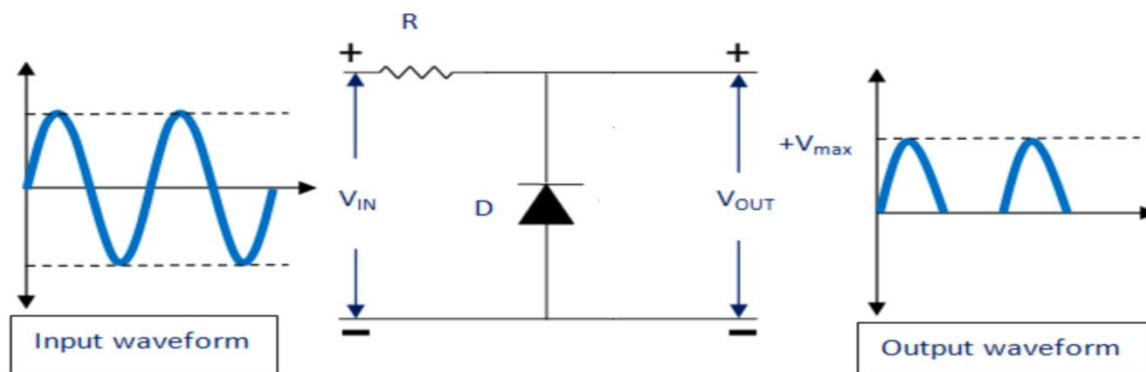 R
+
+
+Vmax
VIN
D
VOUT
−
−
Input waveform
Output waveform